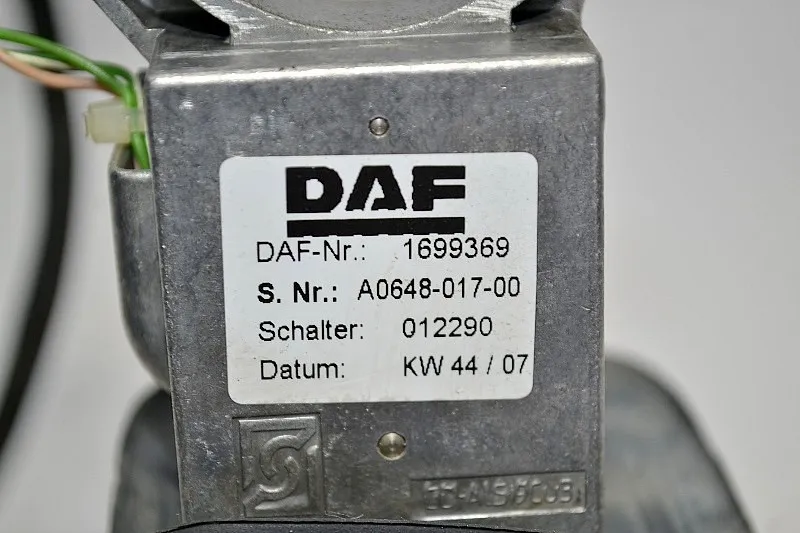 DAF
DAF-Nr.: 1699369
S. Nr.: A0648-017-00
Schalter: 012290
Datum: KW 44 / 07